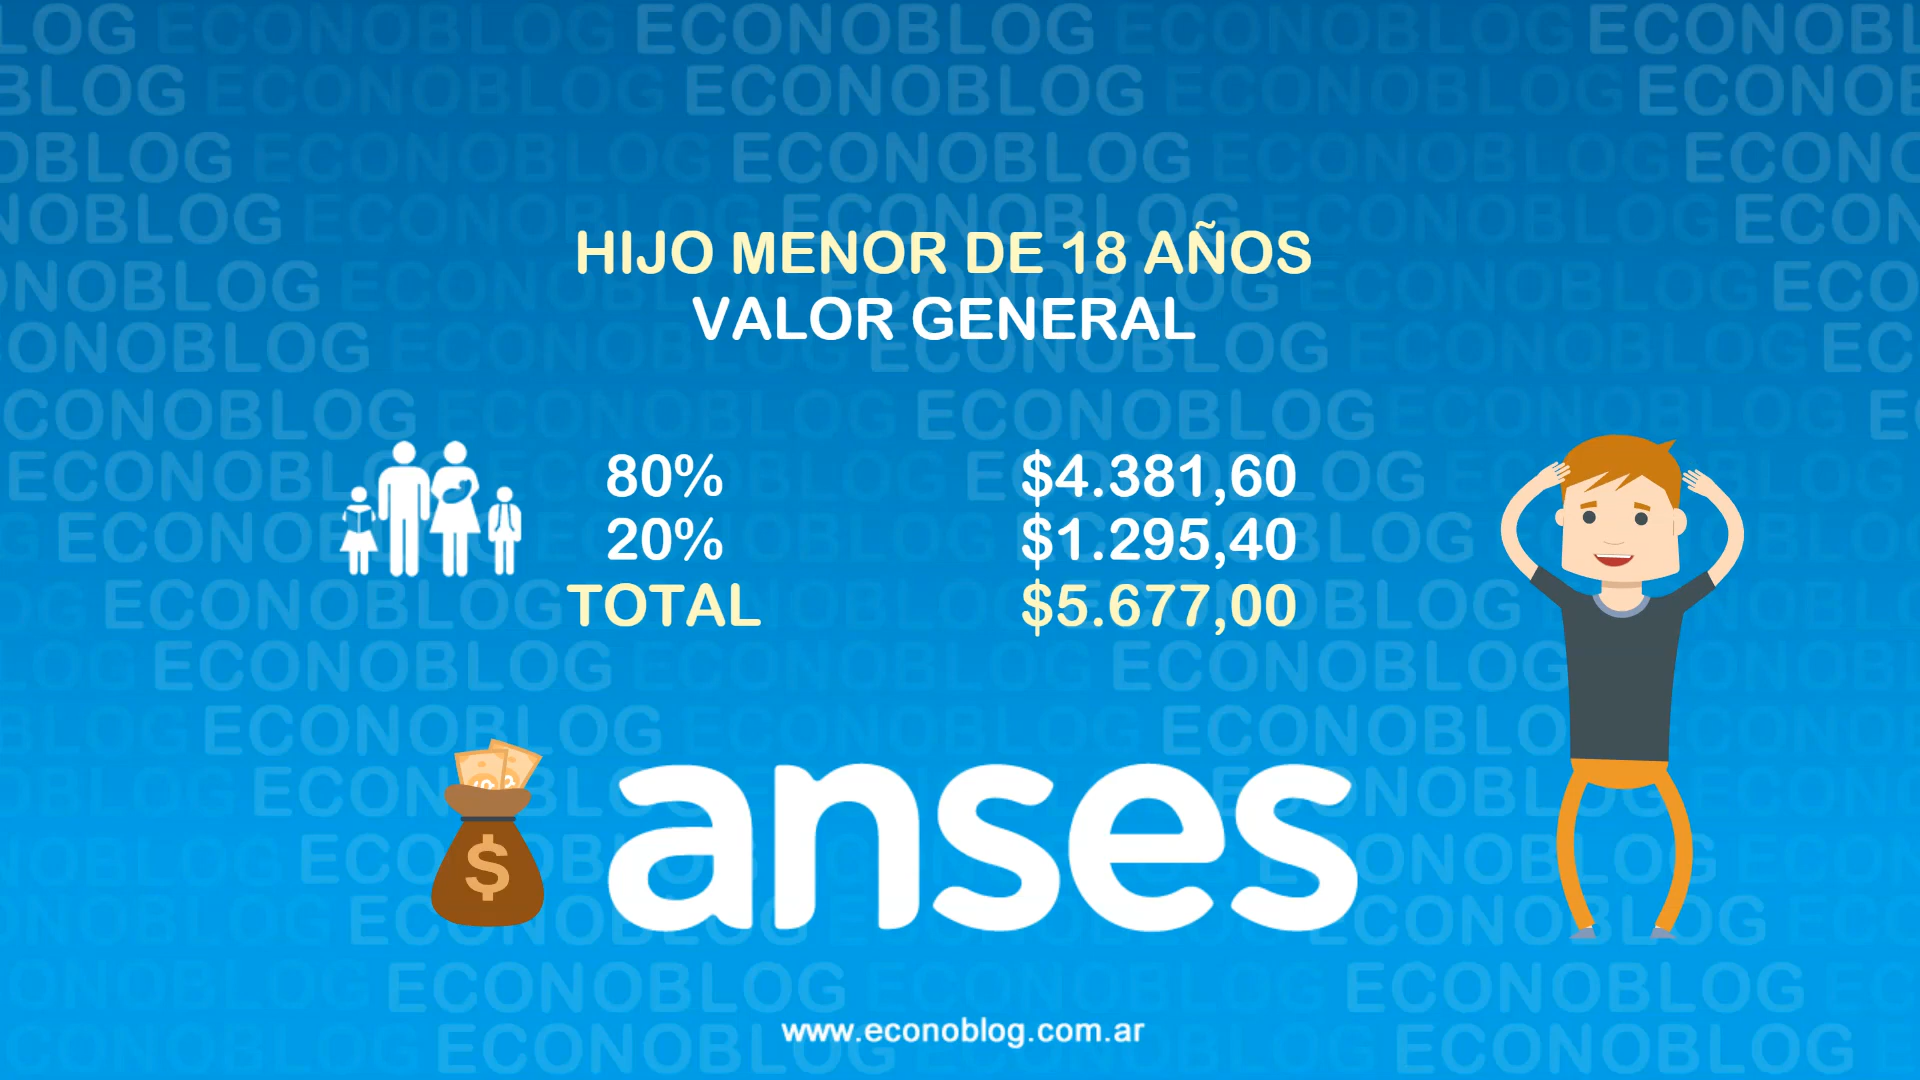 HIJO MENOR DE 18 AÑOS
VALOR GENERAL
80% $4.381,60
20% $1.295,40
TOTAL $5.677,00
$
anses
www.econoblog.com.ar
ECONOBLOG